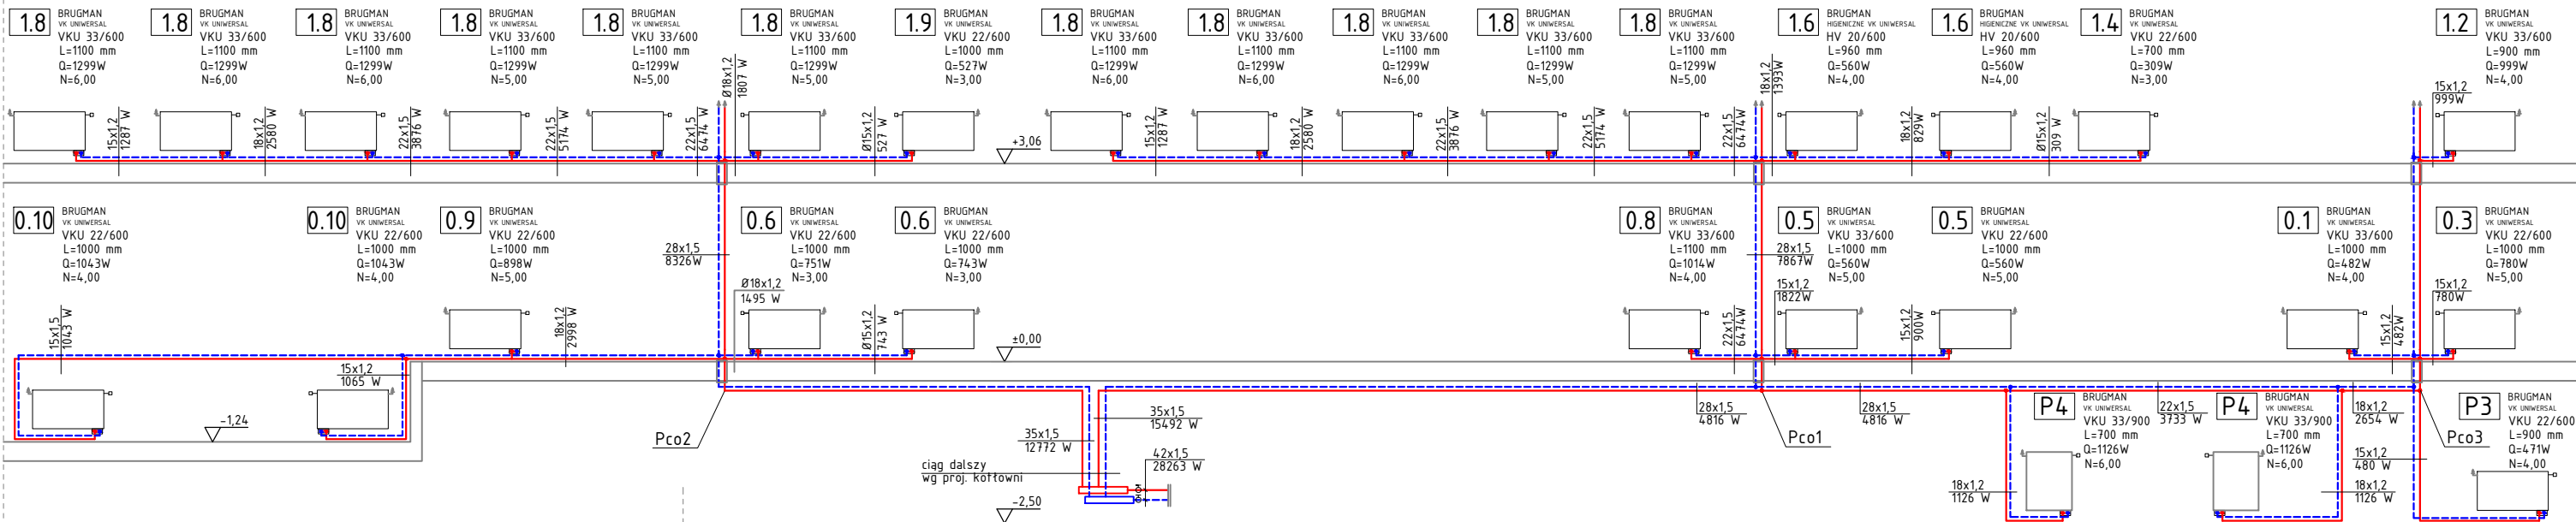 1.8
BRUGMAN
VK UNIWERSAL
VKU 33/600
L=1100 mm
Q=1299W
N=6,00
1.8
BRUGMAN
VK UNIWERSAL
VKU 33/600
L=1100 mm
Q=1299W
N=6,00
1.8
BRUGMAN
VK UNIWERSAL
VKU 33/600
L=1100 mm
Q=1299W
N=6,00
1.8
BRUGMAN
VK UNIWERSAL
VKU 33/600
L=1100 mm
Q=1299W
N=5,00
1.8
BRUGMAN
VK UNIWERSAL
VKU 33/600
L=1100 mm
Q=1299W
N=5,00
1.8
BRUGMAN
VK UNIWERSAL
VKU 33/600
L=1100 mm
Q=1299W
N=5,00
1.9
BRUGMAN
VK UNIWERSAL
VKU 22/600
L=1000 mm
Q=527W
N=3,00
1.8
BRUGMAN
VK UNIWERSAL
VKU 33/600
L=1100 mm
Q=1299W
N=6,00
1.8
BRUGMAN
VK UNIWERSAL
VKU 33/600
L=1100 mm
Q=1299W
N=6,00
1.8
BRUGMAN
VK UNIWERSAL
VKU 33/600
L=1100 mm
Q=1299W
N=6,00
1.8
BRUGMAN
VK UNIWERSAL
VKU 33/600
L=1100 mm
Q=1299W
N=5,00
1.8
BRUGMAN
VK UNIWERSAL
VKU 33/600
L=1100 mm
Q=1299W
N=5,00
1.6
BRUGMAN
HIGIENICZNE VK UNIWERSAL
HV 20/600
L=960 mm
Q=560W
N=4,00
1.6
BRUGMAN
HIGIENICZNE VK UNIWERSAL
HV 20/600
L=960 mm
Q=560W
N=4,00
1.4
BRUGMAN
VK UNIWERSAL
VKU 22/600
L=700 mm
Q=309W
N=3,00
1.2
BRUGMAN
VK UNIWERSAL
VKU 33/600
L=900 mm
Q=999W
N=4,00
15x1,2
1287 W
18x1,2
2580 W
22x1,5
3876 W
22x1,5
5174 W
22x1,5
6474 W
Ø18x1,2
1807 W
Ø15x1,2
527 W
+3,06
15x1,2
1287 W
18x1,2
2580 W
22x1,5
3876 W
22x1,5
5174 W
22x1,5
6474W
18x1,2
1393W
18x1,2
829W
Ø15x1,2
309 W
15x1,2
999W
0.10
BRUGMAN
VK UNIWERSAL
VKU 22/600
L=1000 mm
Q=1043W
N=4,00
0.10
BRUGMAN
VK UNIWERSAL
VKU 22/600
L=1000 mm
Q=1043W
N=4,00
0.9
BRUGMAN
VK UNIWERSAL
VKU 22/600
L=1000 mm
Q=898W
N=5,00
28x1,5
8326W
0.6
BRUGMAN
VK UNIWERSAL
VKU 22/600
L=1000 mm
Q=751W
N=3,00
0.6
BRUGMAN
VK UNIWERSAL
VKU 22/600
L=1000 mm
Q=743W
N=3,00
0.8
BRUGMAN
VK UNIWERSAL
VKU 33/600
L=1100 mm
Q=1014W
N=4,00
28x1,5
7867W
0.5
BRUGMAN
VK UNIWERSAL
VKU 33/600
L=1000 mm
Q=560W
N=5,00
0.5
BRUGMAN
VK UNIWERSAL
VKU 22/600
L=1000 mm
Q=560W
N=5,00
0.1
BRUGMAN
VK UNIWERSAL
VKU 33/600
L=1000 mm
Q=482W
N=4,00
0.3
BRUGMAN
VK UNIWERSAL
VKU 22/600
L=1000 mm
Q=780W
N=5,00
15x1,5
1043 W
15x1,2
1065 W
18x1,2
2998 W
Ø18x1,2
1495 W
Ø15x1,2
743 W
±0,00
22x1,5
6474W
15x1,2
1822W
15x1,2
900W
15x1,2
482W
15x1,2
780W
-1,24
Pco2
35x1,5
15492 W
35x1,5
12772 W
42x1,5
28263 W
ciąg dalszy
wg proj. kotłowni
-2,50
28x1,5
4816 W
Pco1
28x1,5
4816 W
P4
BRUGMAN
VK UNIWERSAL
VKU 33/900
L=700 mm
Q=1126W
N=6,00
18x1,2
1126 W
22x1,5
3733 W
P4
BRUGMAN
VK UNIWERSAL
VKU 33/900
L=700 mm
Q=1126W
N=6,00
18x1,2
2654 W
15x1,2
480 W
18x1,2
1126 W
Pco3
P3
BRUGMAN
VK UNIWERSAL
VKU 22/600
L=900 mm
Q=471W
N=4,00